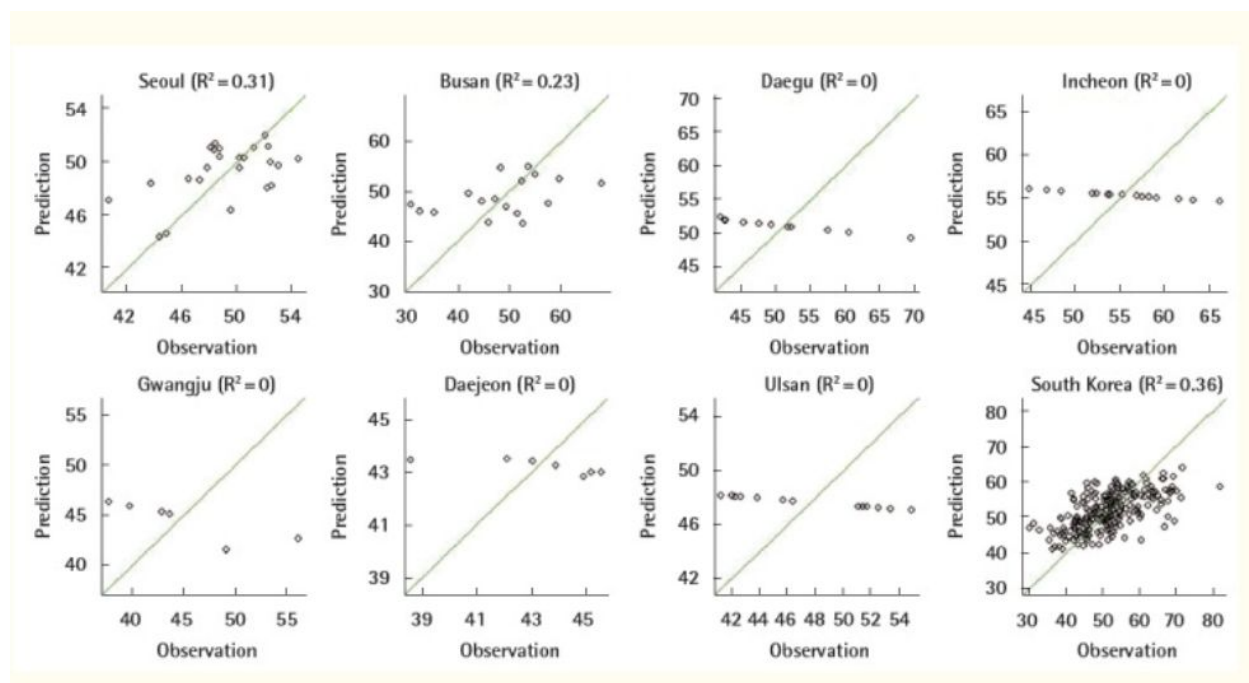 Seoul (R² = 0.31)
54
50
46
42
Prediction
42 46 50 54
Observation
Busan (R² = 0.23)
60
50
40
30
Prediction
30 40 50 60
Observation
Daegu (R² = 0)
70
65
60
55
50
45
Prediction
45 50 55 60 65 70
Observation
Incheon (R² = 0)
65
60
55
50
45
Prediction
45 50 55 60 65
Observation
Gwangju (R² = 0)
55
50
45
40
Prediction
40 45 50 55
Observation
Daejeon (R² = 0)
45
43
41
39
Prediction
39 41 43 45
Observation
Ulsan (R² = 0)
54
50
46
42
Prediction
42 44 46 48 50 52 54
Observation
South Korea (R² = 0.36)
80
70
60
50
40
30
Prediction
30 40 50 60 70 80
Observation